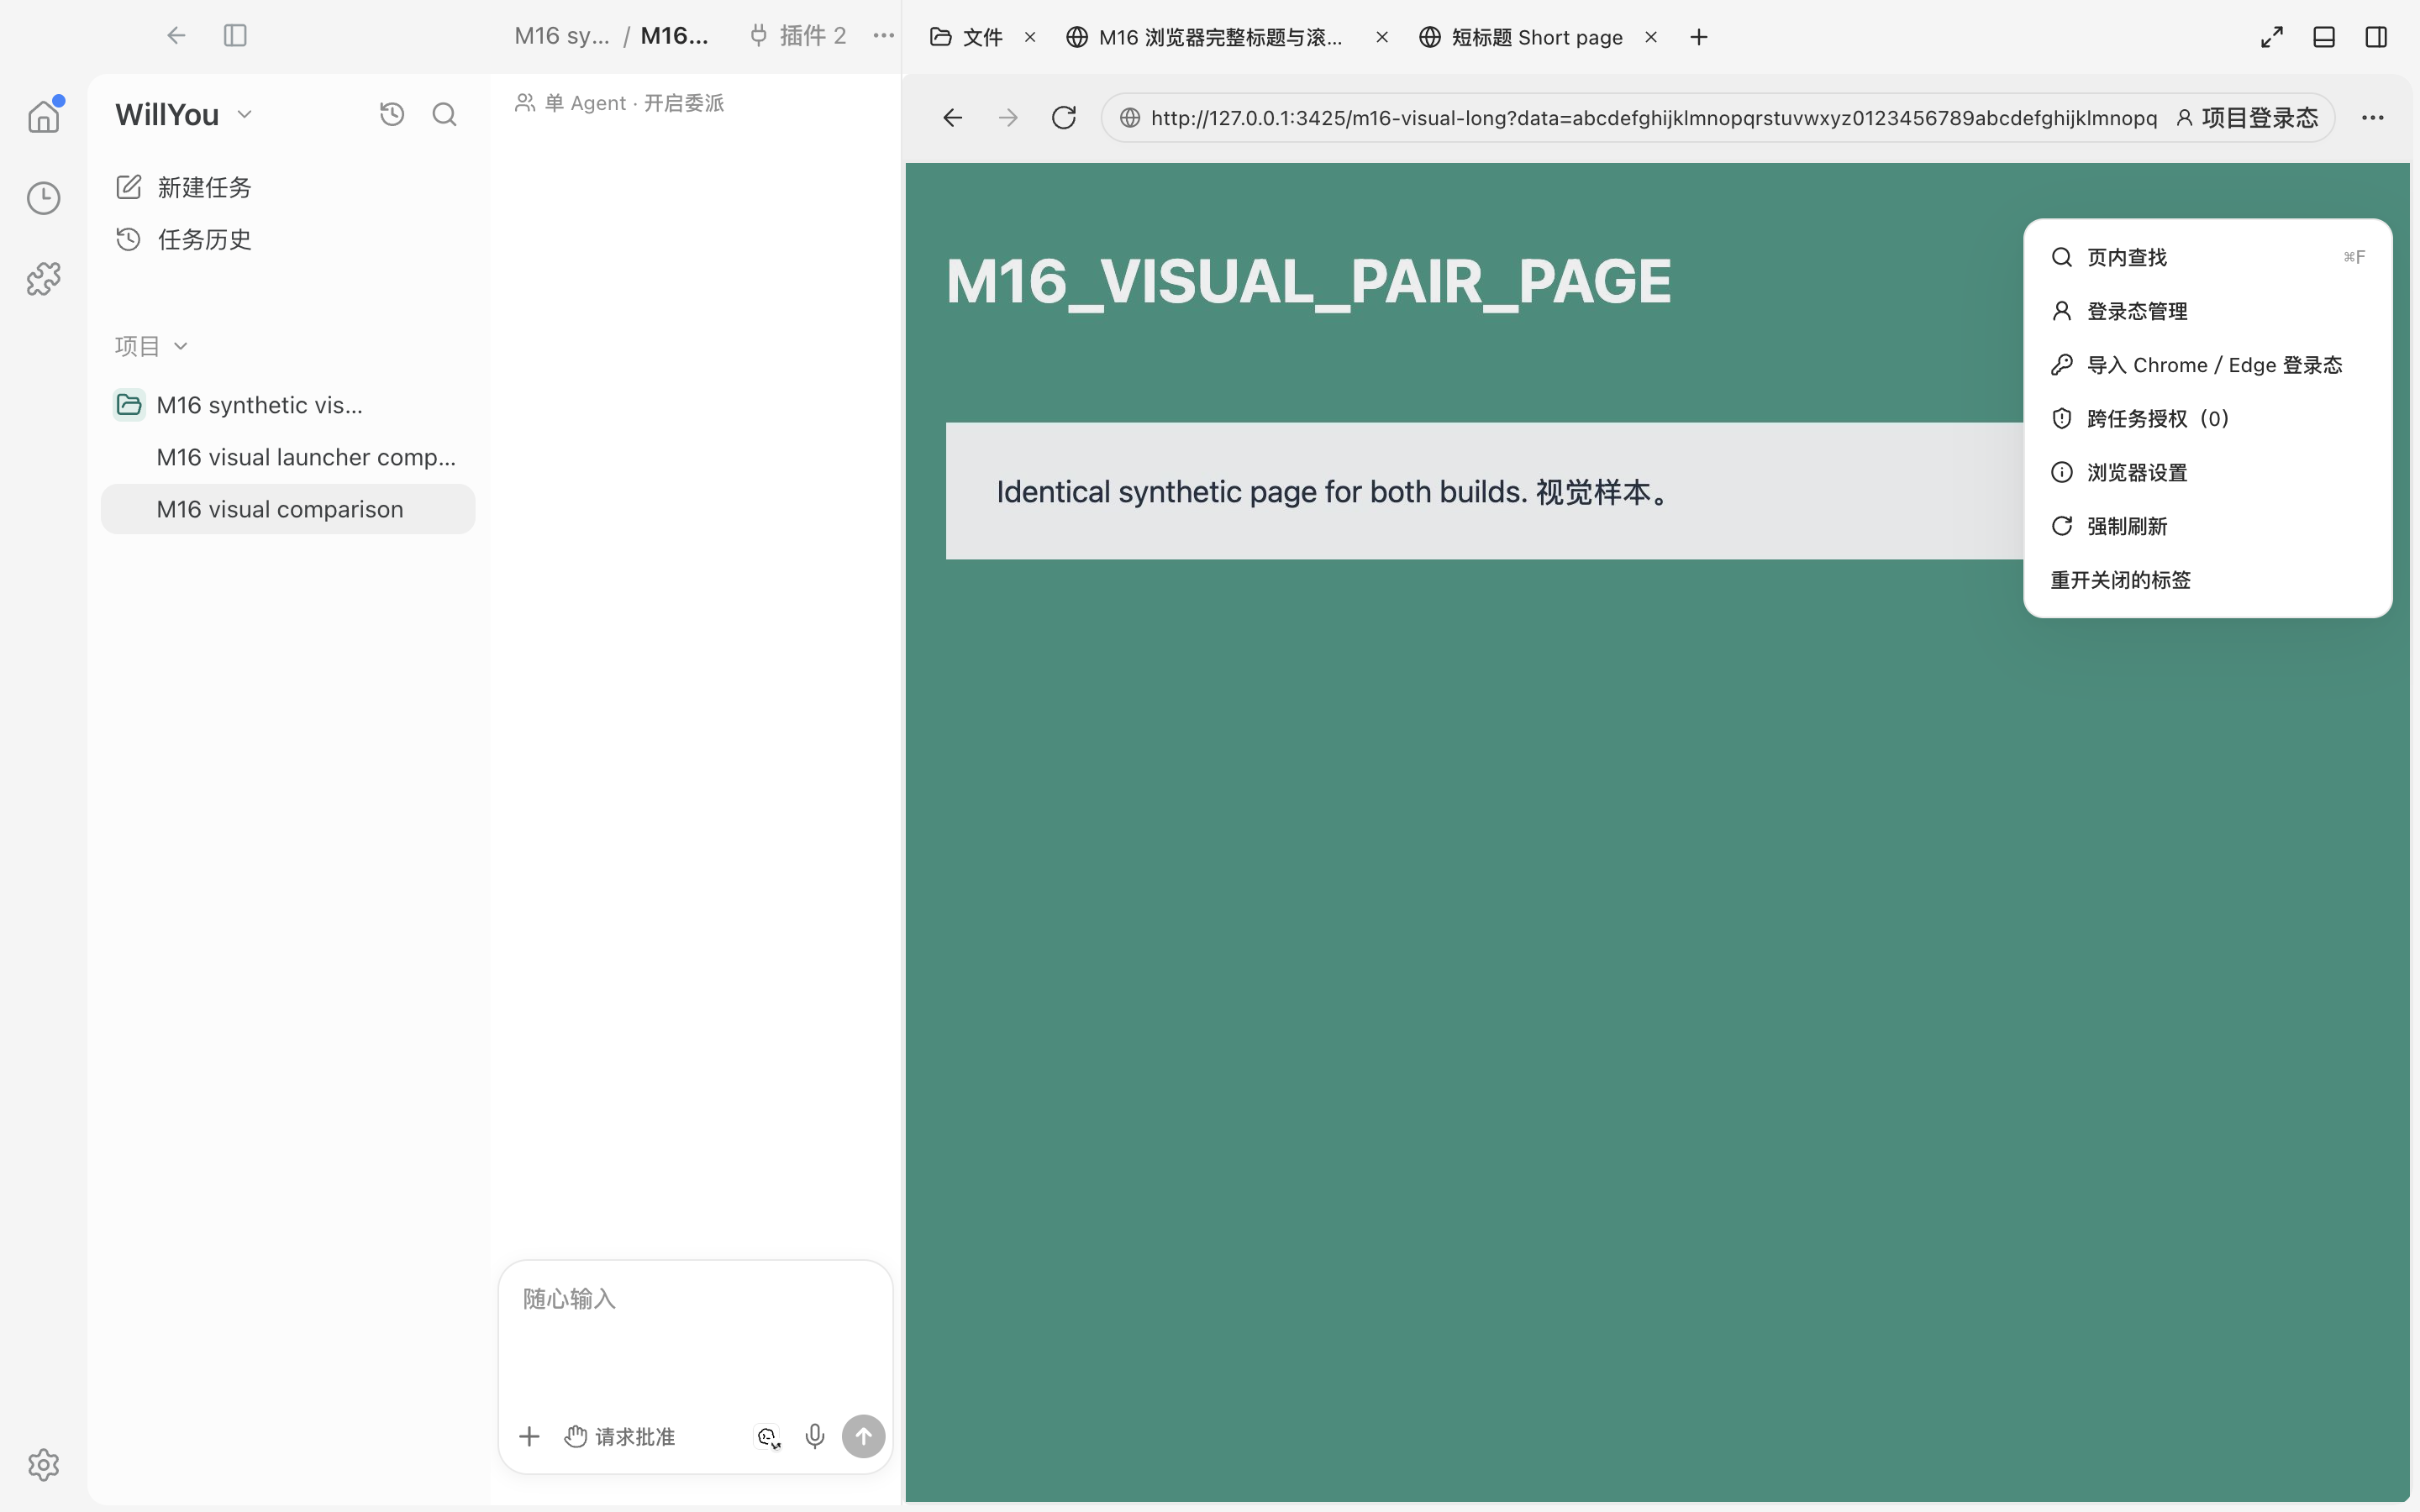 M16 sy... / M16... 插件 2
文件
M16 浏览器完整标题与滚...
短标题 Short page
WillYou
新建任务
任务历史
项目
M16 synthetic vis...
M16 visual launcher comp...
M16 visual comparison
单 Agent · 开启委派
随心输入
请求批准
http://127.0.0.1:3425/m16-visual-long?data=abcdefghijklmnopqrstuvwxyz0123456789abcdefghijklmnopq
项目登录态
M16_VISUAL_PAIR_PAGE
Identical synthetic page for both builds. 视觉样本。
页内查找 ⌘F
登录态管理
导入 Chrome / Edge 登录态
跨任务授权（0）
浏览器设置
强制刷新
重开关闭的标签